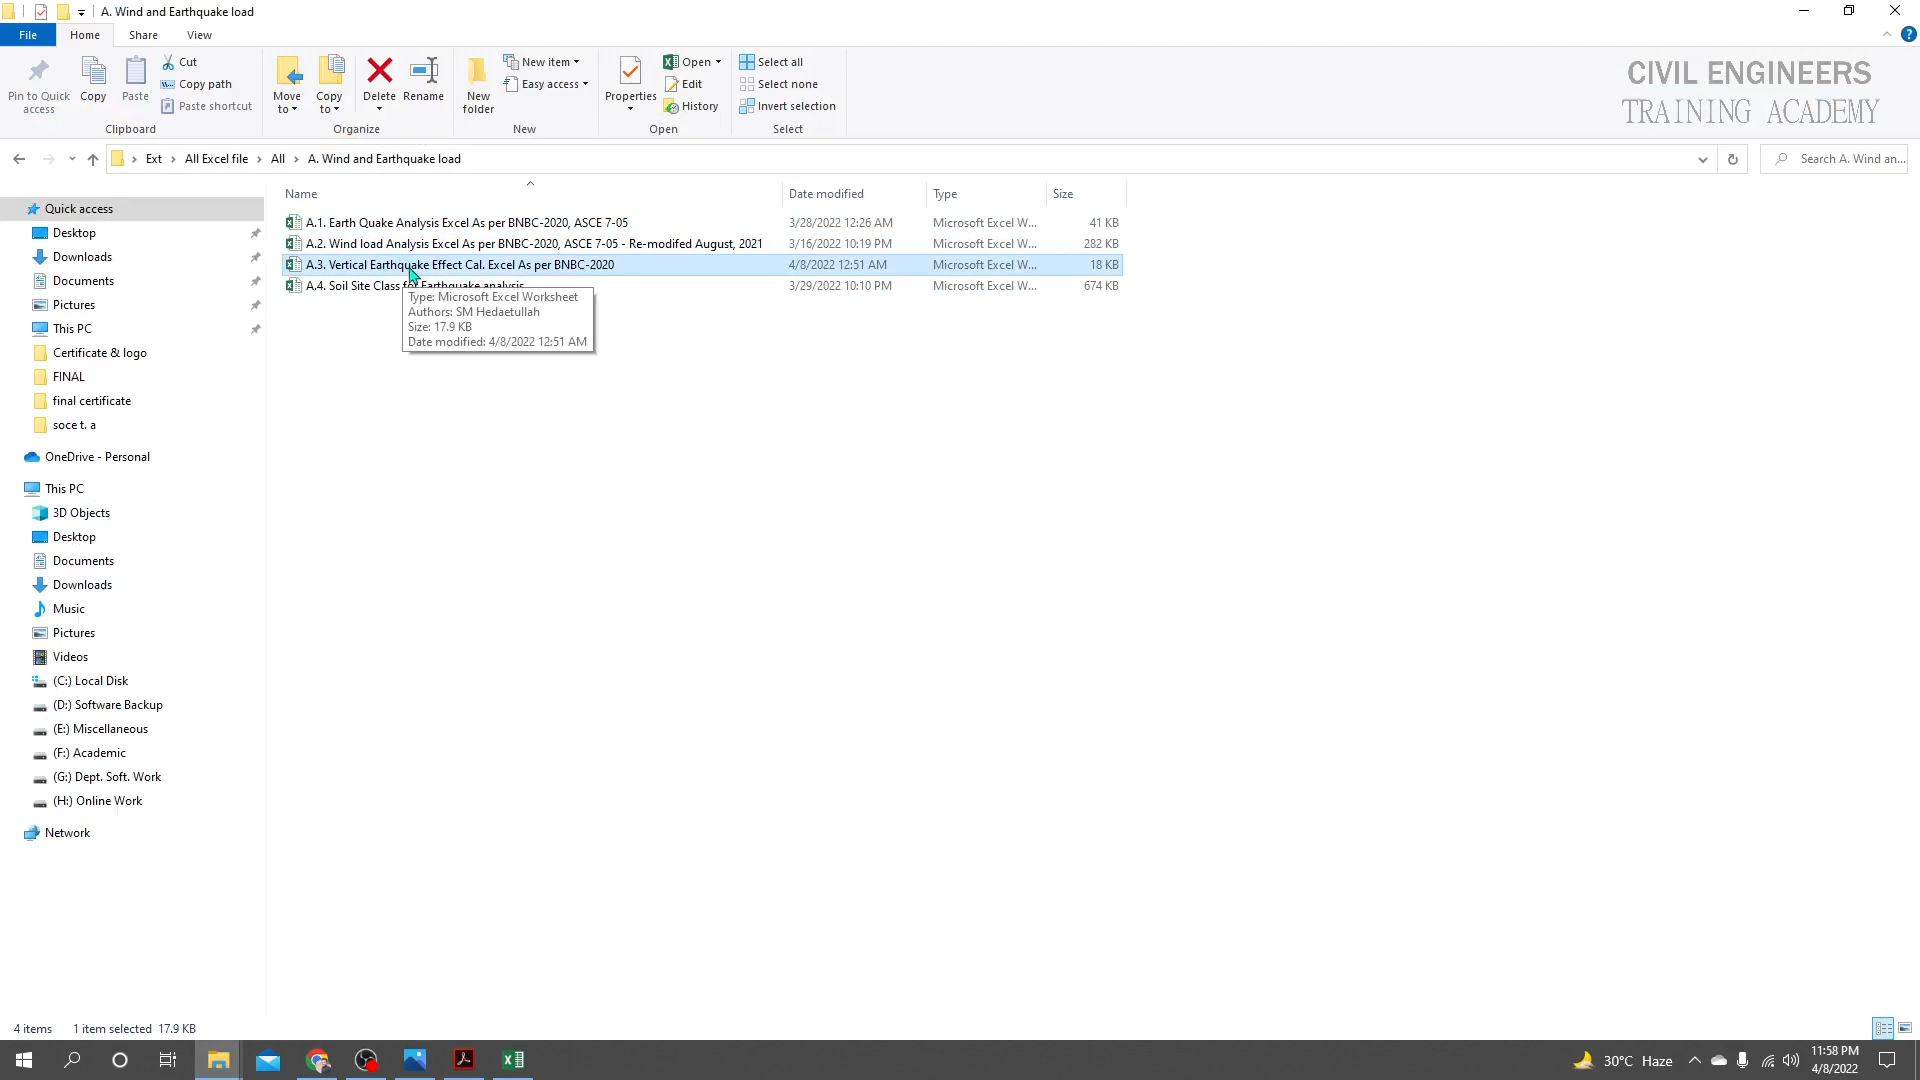 A. Wind and Earthquake load
File Home Share View
Pin to Quick access
Copy
Paste
Cut
Copy path
Paste shortcut
Clipboard
Move to
Copy to
Delete
Rename
Organize
New folder
New item
Easy access
New
Properties
Open
Edit
History
Open
Select all
Select none
Invert selection
Select
CIVIL ENGINEERS
TRAINING ACADEMY
Ext All Excel file All A. Wind and Earthquake load
Search A. Wind an...
Name Date modified Type Size
A.1. Earth Quake Analysis Excel As per BNBC-2020, ASCE 7-05 3/28/2022 12:26 AM Microsoft Excel W... 41 KB
A.2. Wind load Analysis Excel As per BNBC-2020, ASCE 7-05 - Re-modifed August, 2021 3/16/2022 10:19 PM Microsoft Excel W... 282 KB
A.3. Vertical Earthquake Effect Cal. Excel As per BNBC-2020 4/8/2022 12:51 AM Microsoft Excel W... 18 KB
A.4. Soil Site Class for Earthquake analysis 3/29/2022 10:10 PM Microsoft Excel W... 674 KB
Type: Microsoft Excel Worksheet
Authors: SM Hedaetullah
Size: 17.9 KB
Date modified: 4/8/2022 12:51 AM
Quick access
Desktop
Downloads
Documents
Pictures
This PC
Certificate & logo
FINAL
final certificate
soce t. a
OneDrive - Personal
This PC
3D Objects
Desktop
Documents
Downloads
Music
Pictures
Videos
(C:) Local Disk
(D:) Software Backup
(E:) Miscellaneous
(F:) Academic
(G:) Dept. Soft. Work
(H:) Online Work
Network
4 items 1 item selected 17.9 KB
30°C Haze
11:58 PM
4/8/2022